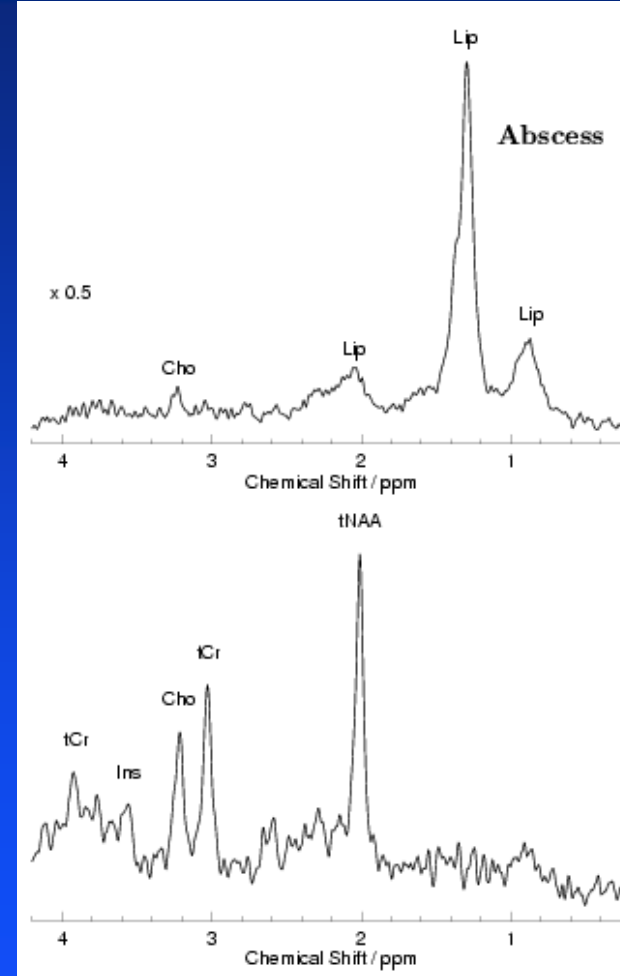 Lip
Abscess
x 0.5
Lip
Lip
Cho
4 3 2 1
Chemical Shift / ppm
tNAA
tCr
Cho
tCr
Ins
4 3 2 1
Chemical Shift / ppm